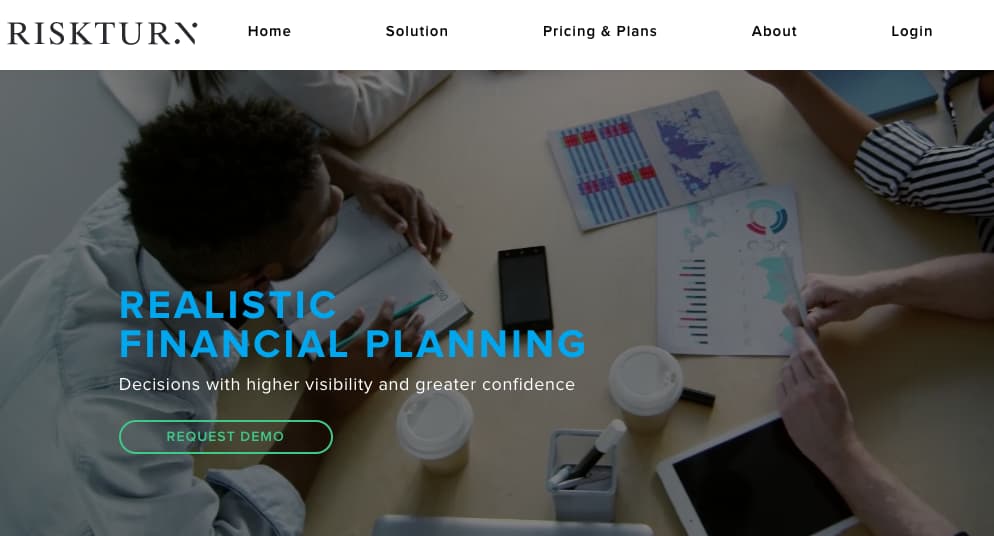 RISKTURN
Home
Solution
Pricing & Plans
About
Login
REALISTIC
FINANCIAL PLANNING
Decisions with higher visibility and greater confidence
REQUEST DEMO